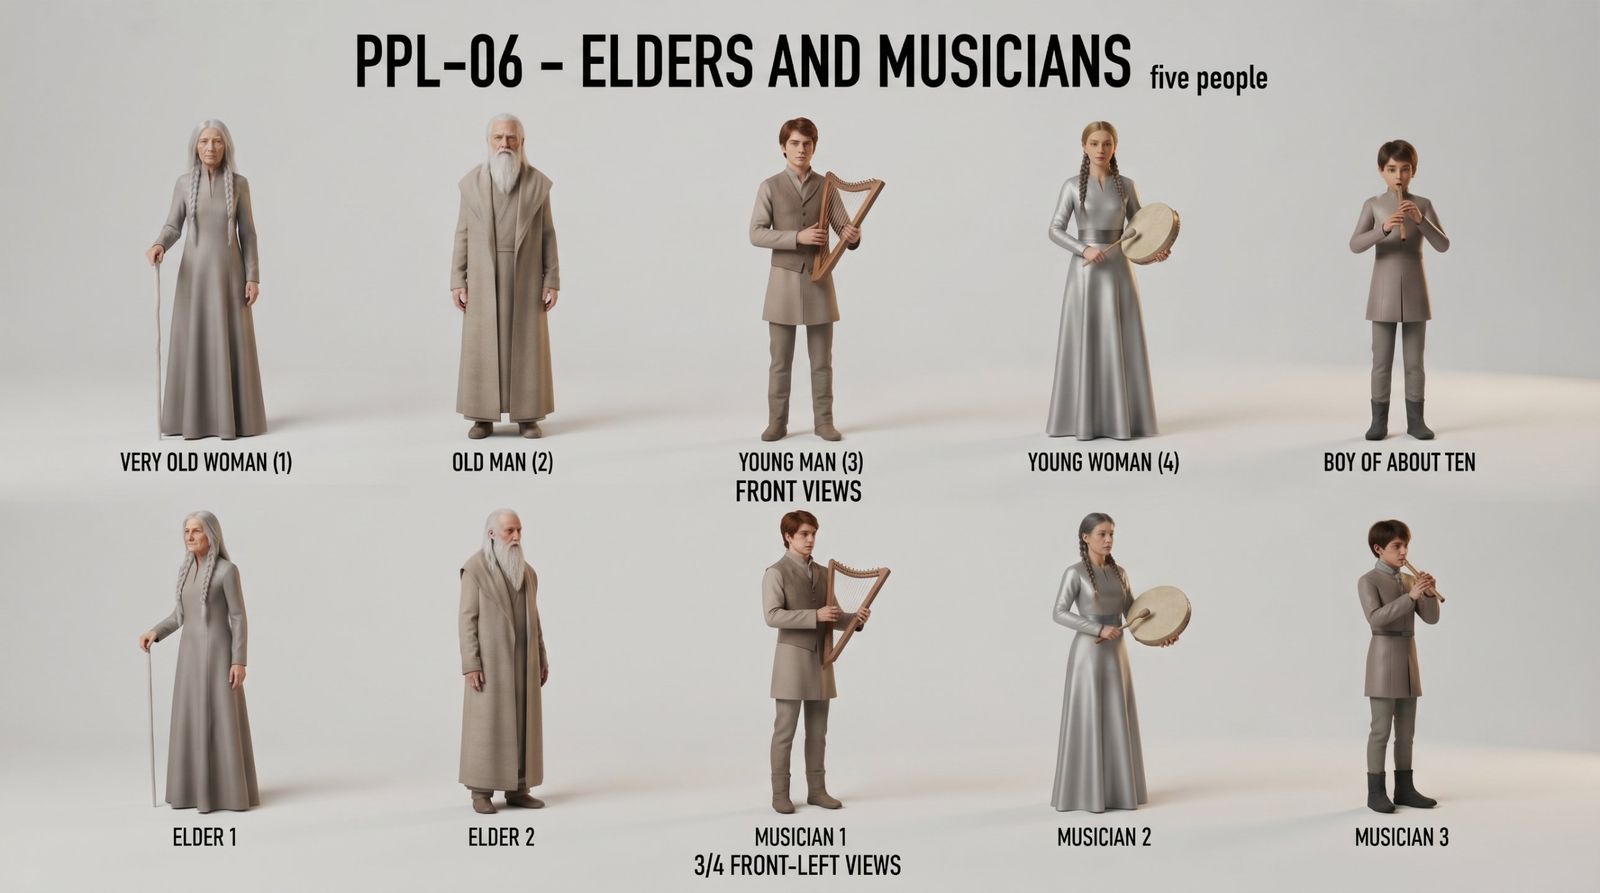 PPL-06 - ELDERS AND MUSICIANS five people
VERY OLD WOMAN (1)
OLD MAN (2)
YOUNG MAN (3)
YOUNG WOMAN (4)
BOY OF ABOUT TEN
FRONT VIEWS
ELDER 1
ELDER 2
MUSICIAN 1
MUSICIAN 2
MUSICIAN 3
3/4 FRONT-LEFT VIEWS